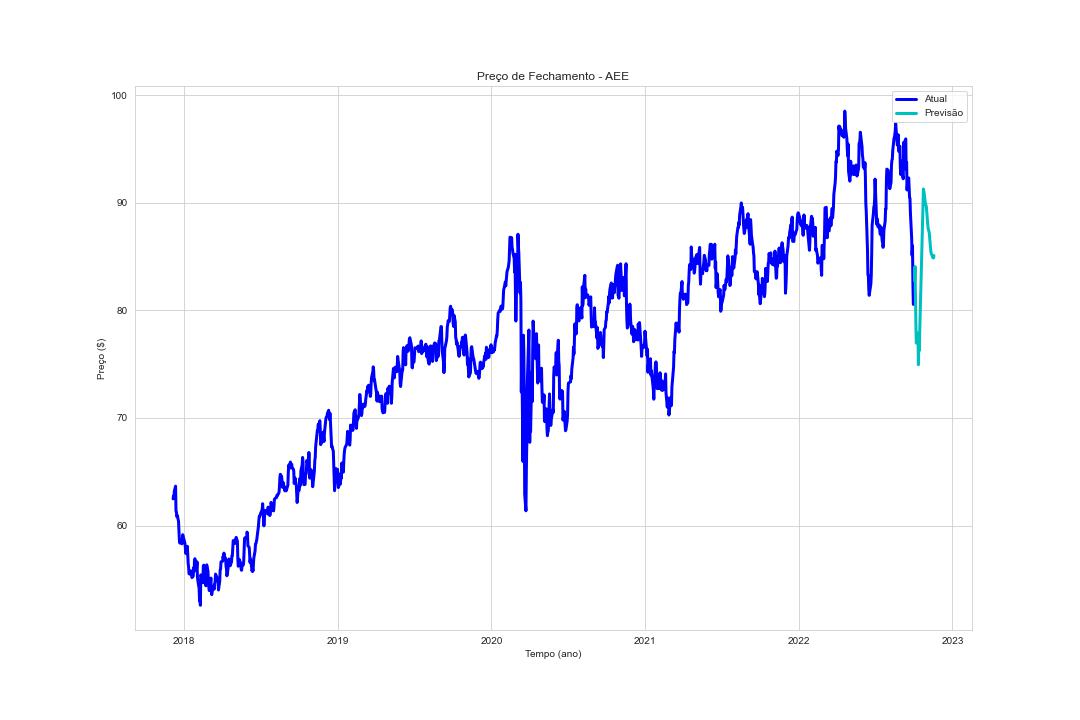 Preço de Fechamento - AEE
Atual
Previsão
100
90
80
70
60
Preço ($)
2018
2019
2020
2021
2022
2023
Tempo (ano)